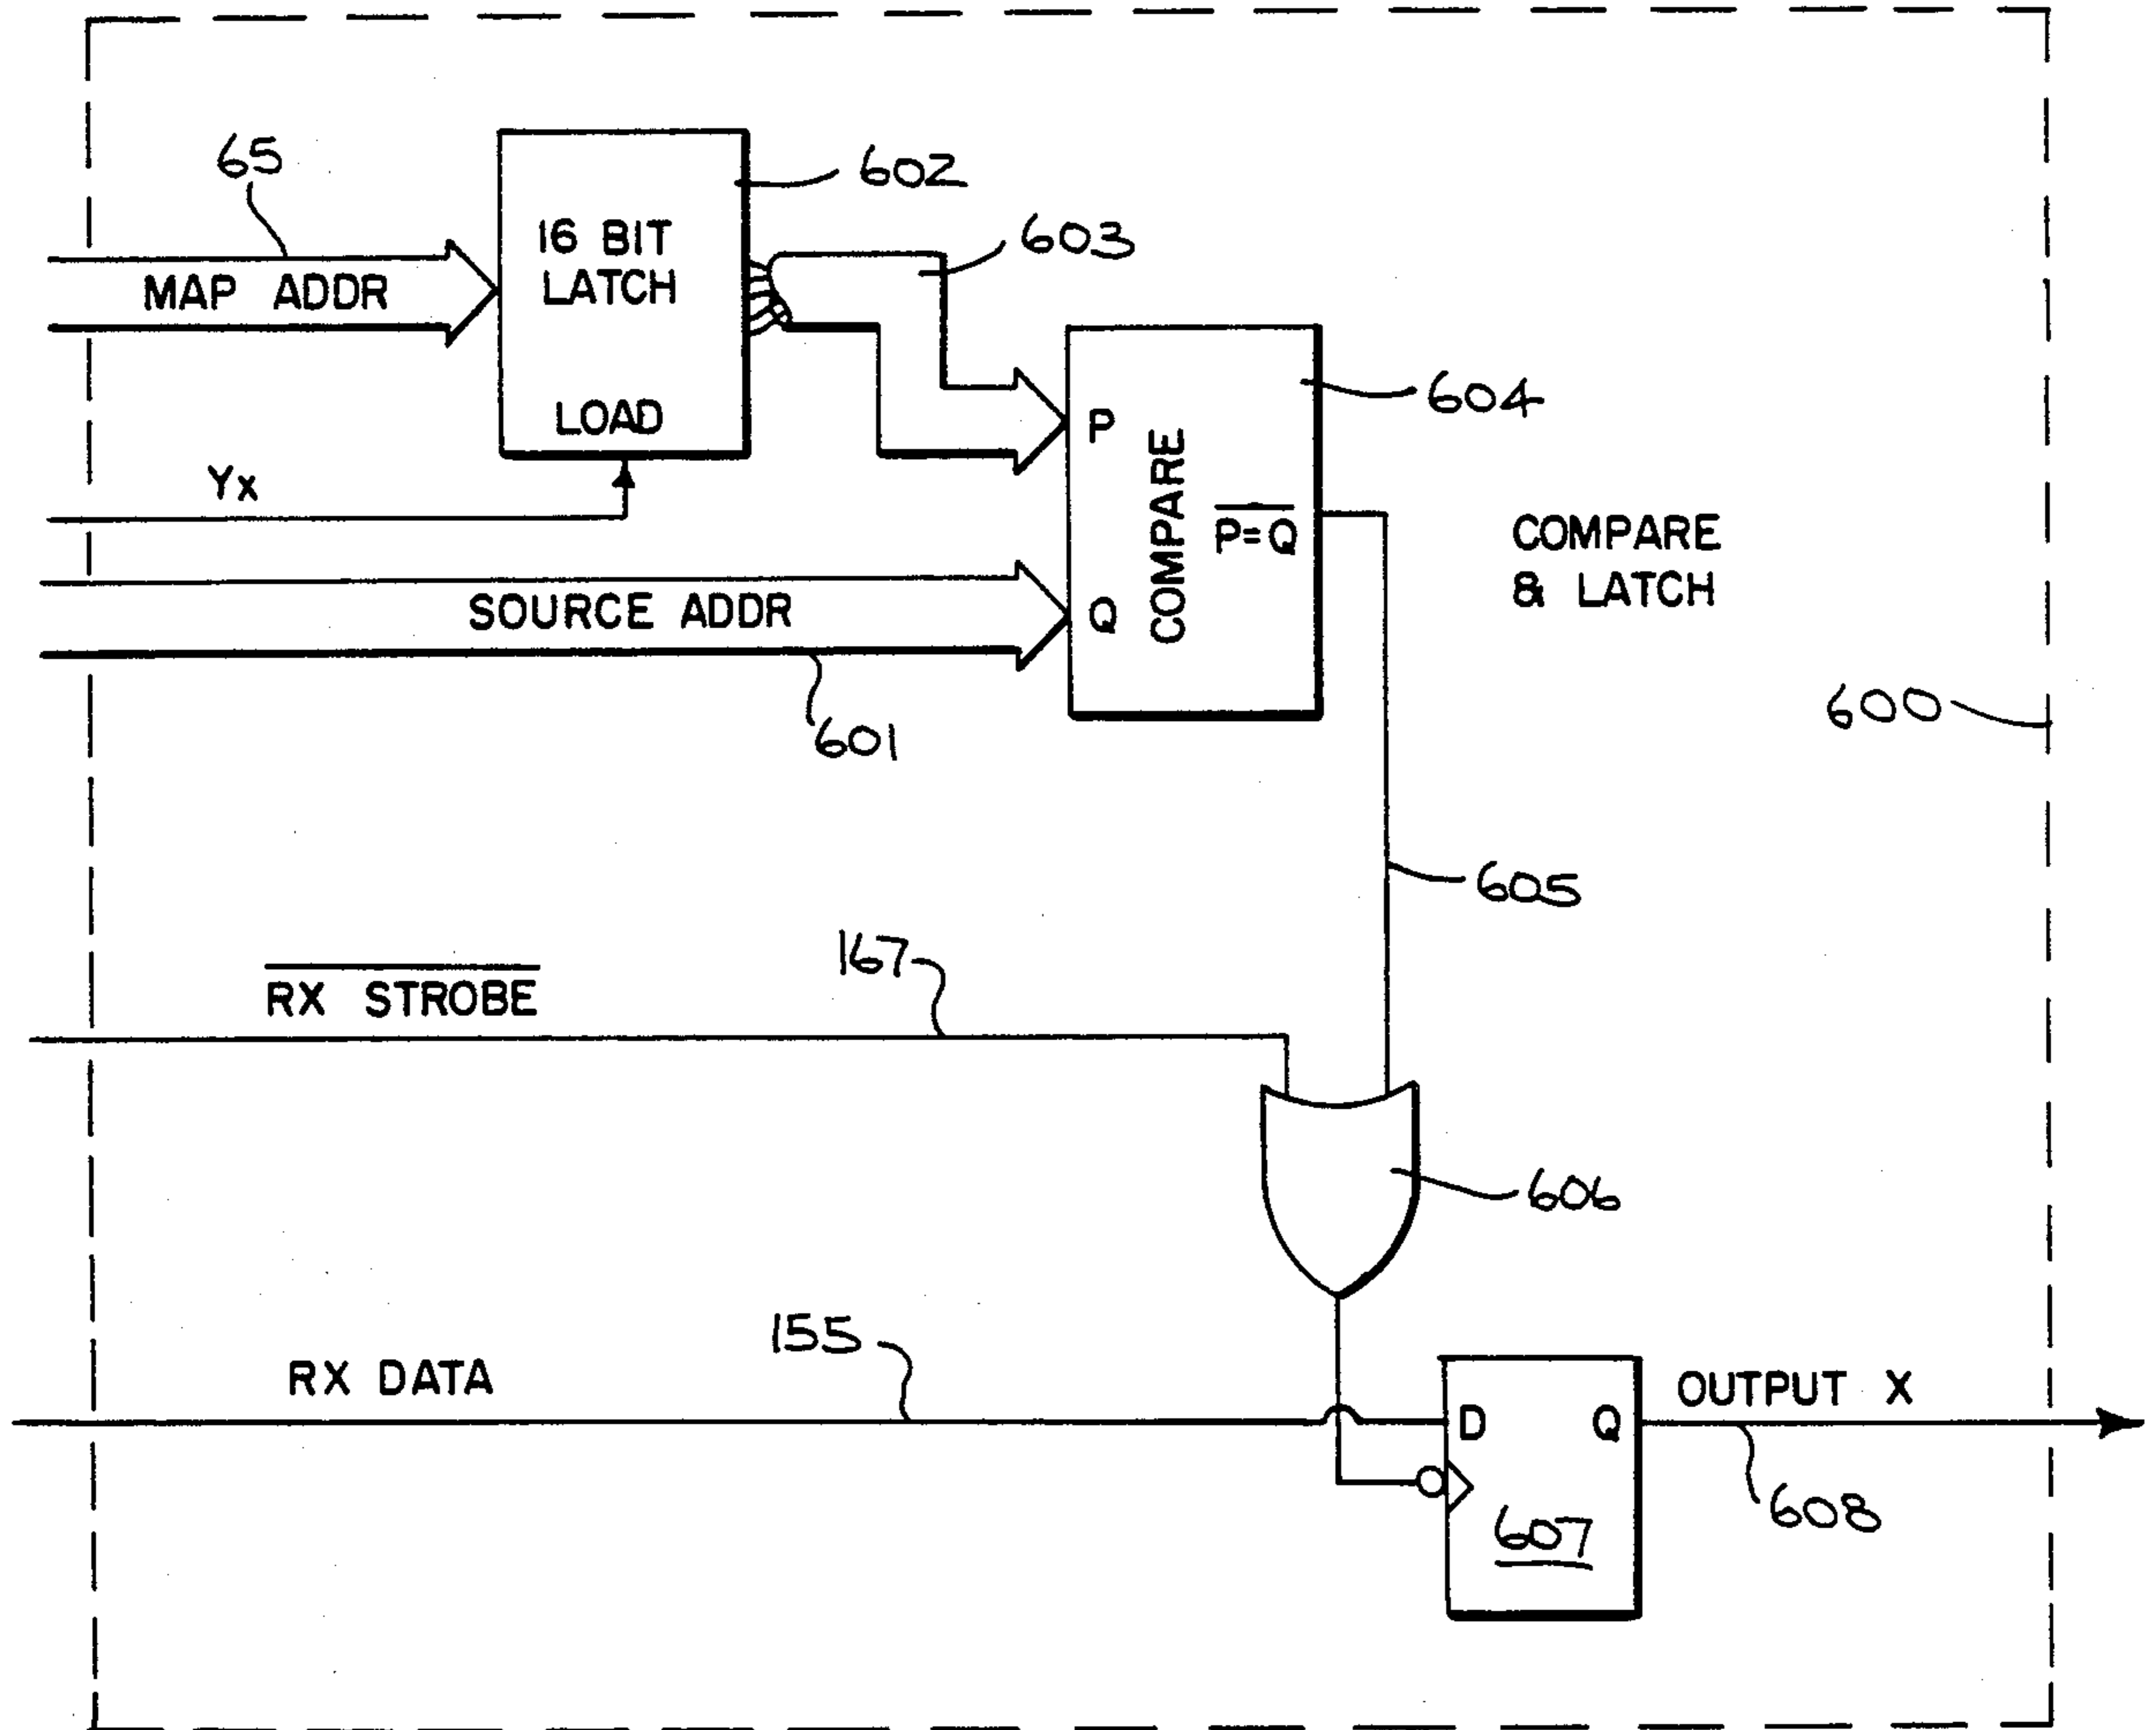 65
MAP ADDR
16 BIT
LATCH
LOAD
602
603
Yx
SOURCE ADDR
601
P
Q
COMPARE
P=Q
604
COMPARE
& LATCH
600
605
RX STROBE
167
606
RX DATA
155
D
Q
607
OUTPUT X
608